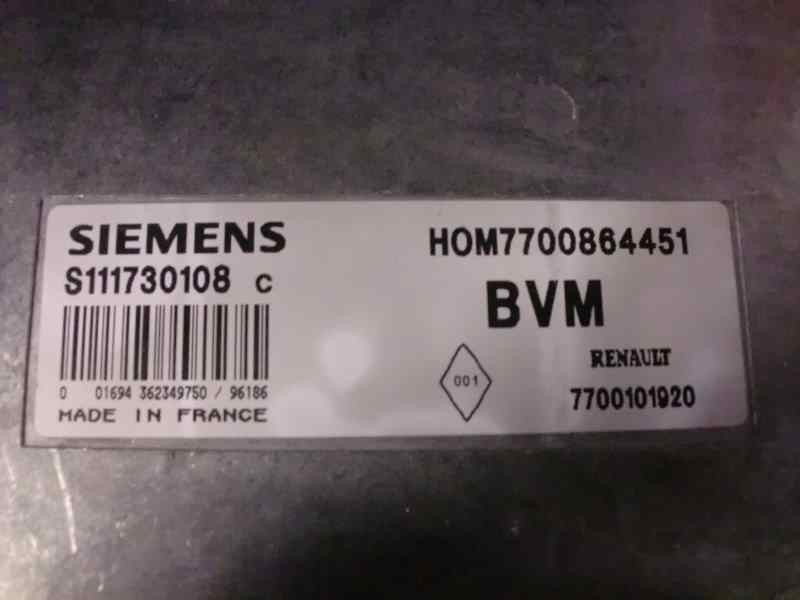 SIEMENS
S111730108 C
0 01694 362349750 / 96186
MADE IN FRANCE
HOM7700864451
BVM
001
RENAULT
7700101920